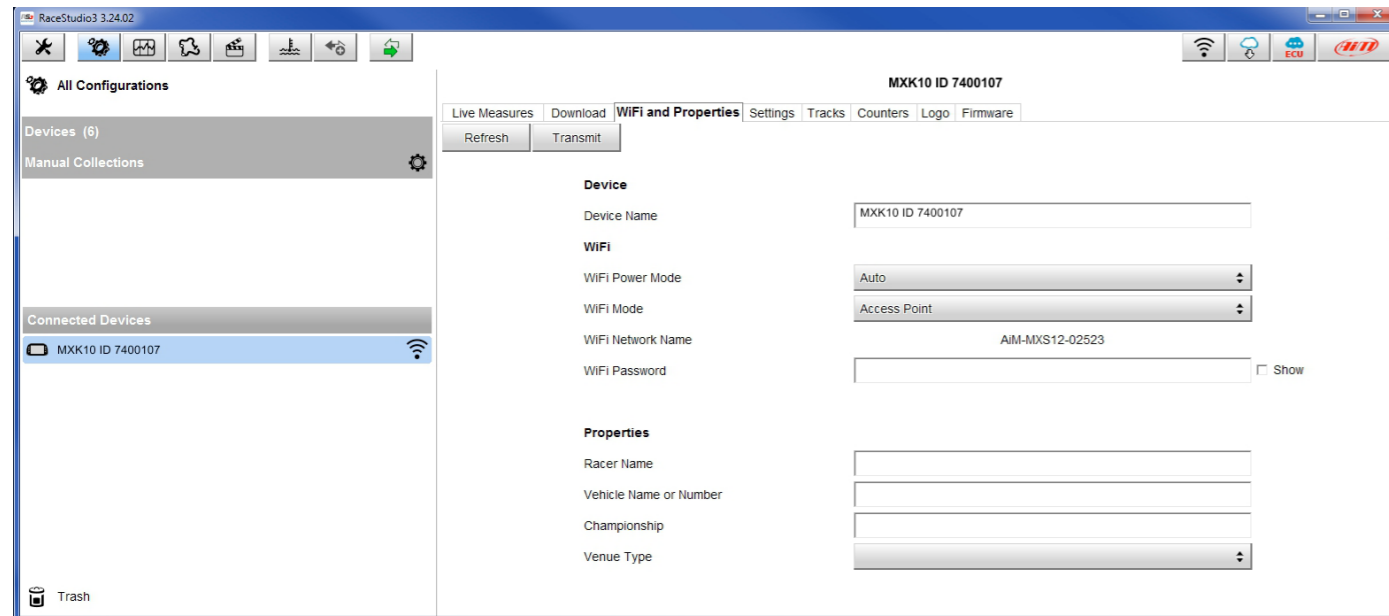 RaceStudio3 3.24.02
ECU
AiM
All Configurations
MXK10 ID 7400107
Live Measures Download WiFi and Properties Settings Tracks Counters Logo Firmware
Devices (6)
Refresh Transmit
Manual Collections
Device
Device Name MXK10 ID 7400107
WiFi
WiFi Power Mode Auto
WiFi Mode Access Point
Connected Devices
WiFi Network Name AiM-MXS12-02523
MXK10 ID 7400107
WiFi Password Show
Properties
Racer Name
Vehicle Name or Number
Championship
Venue Type
Trash